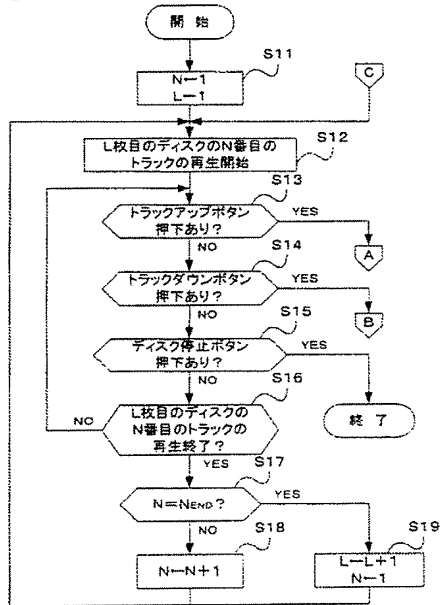 開 始
S11
N←1
L←1
C
S12
L枚目のディスクのN番目の
トラックの再生開始
S13
トラックアップボタン
押下あり?
YES
NO
A
S14
トラックダウンボタン
押下あり?
YES
NO
B
S15
ディスク停止ボタン
押下あり?
YES
NO
S16
L枚目のディスクの
N番目のトラックの
再生終了?
NO
YES
終 了
S17
N=NEND?
YES
NO
S18
N←N+1
S19
L←L+1
N←1